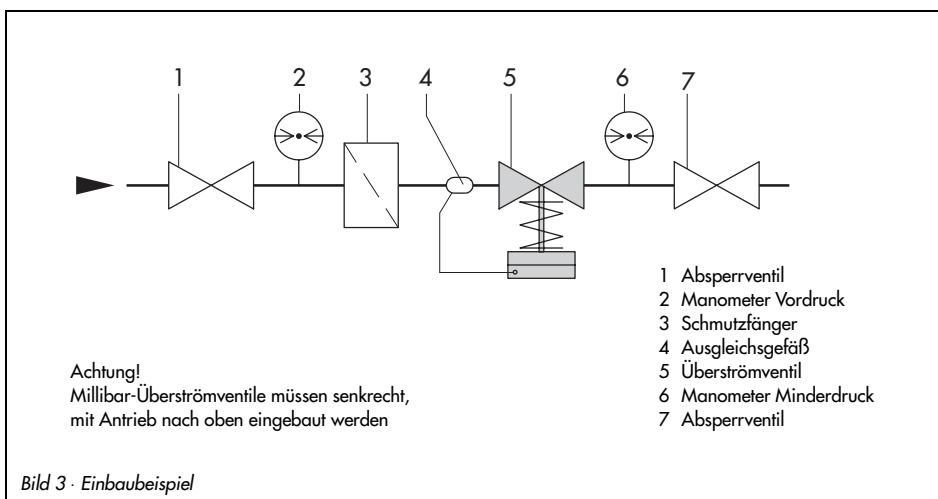 1 2 3 4 5 6 7
1 Absperrventil
2 Manometer Vordruck
3 Schmutzfänger
4 Ausgleichsgefäß
5 Überströmventil
6 Manometer Minderdruck
7 Absperrventil
Achtung!
Millibar-Überströmventile müssen senkrecht,
mit Antrieb nach oben eingebaut werden
Bild 3 · Einbaubeispiel